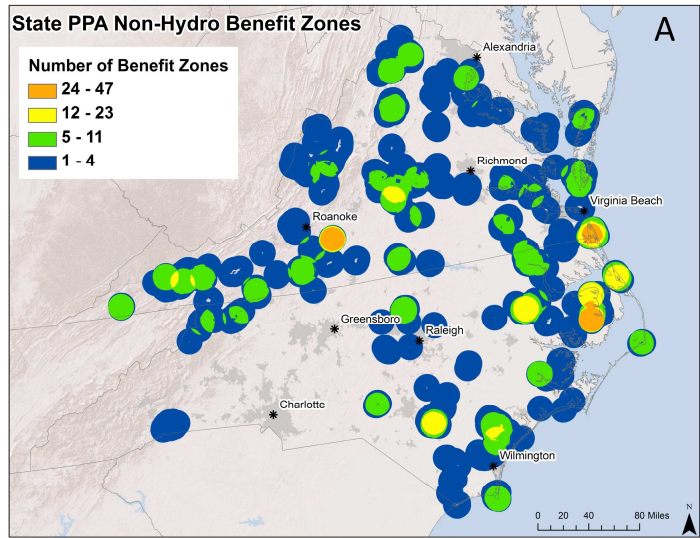 State PPA Non-Hydro Benefit Zones
A
Number of Benefit Zones
24 - 47
12 - 23
5 - 11
1 - 4
Alexandria
Richmond
Virginia Beach
Roanoke
Greensboro
Raleigh
Charlotte
Wilmington
0 20 40 80 Miles
N